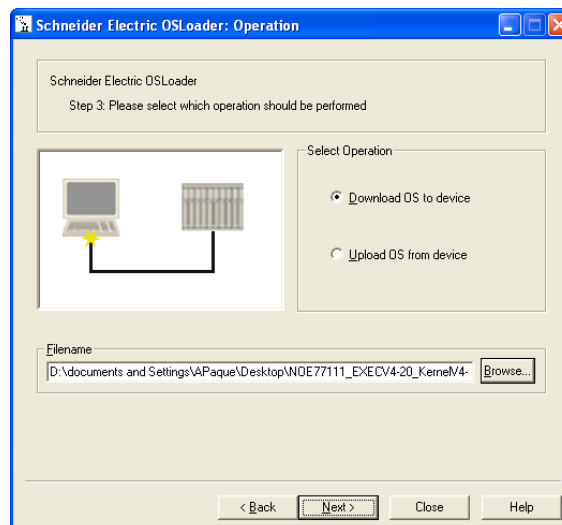 Schneider Electric OSLoader: Operation
Schneider Electric OSLoader
Step 3: Please select which operation should be performed
Select Operation
Download OS to device
Upload OS from device
Filename
D:\documents and Settings\APaque\Desktop\NOE77111_EXECV4-20_KernelV4-
Browse...
< Back
Next >
Close
Help